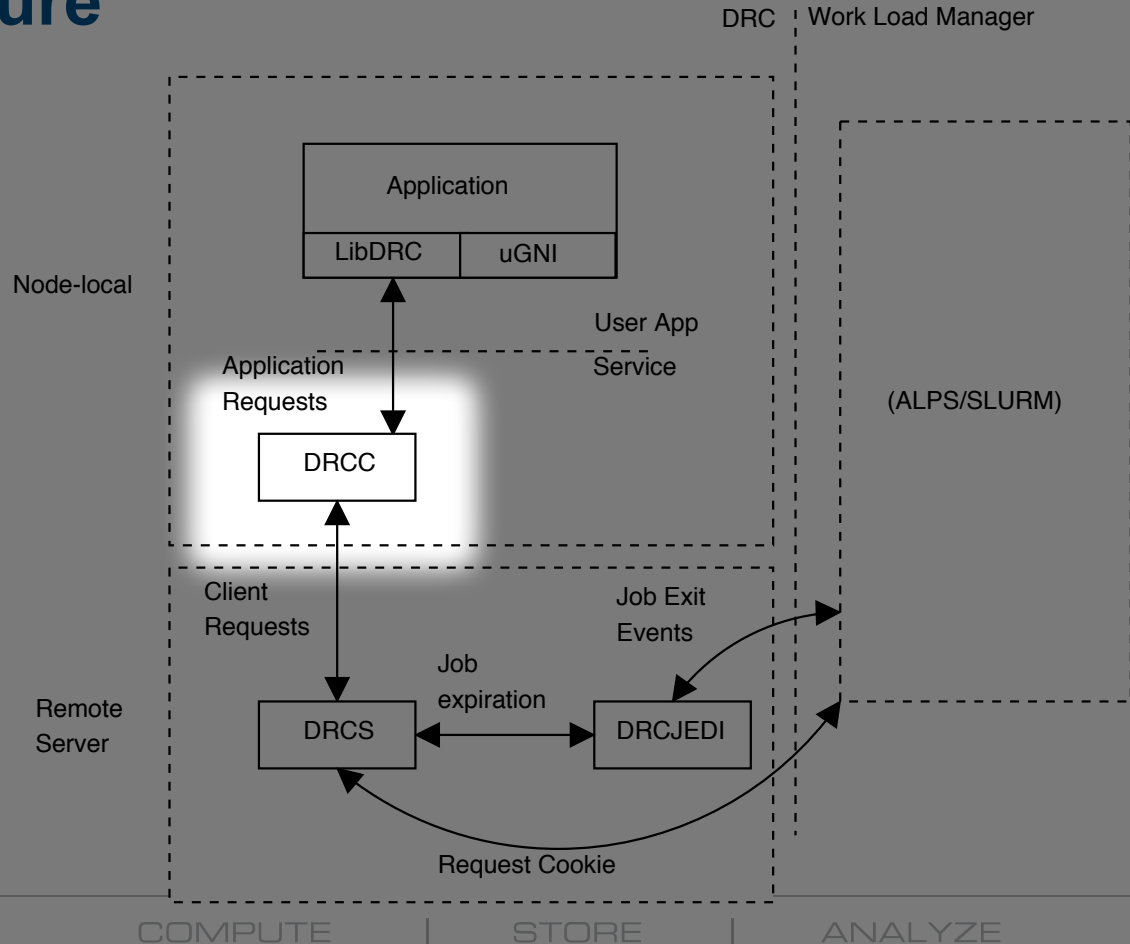 ure
DRC
Work Load Manager
Application
LibDRC
uGNI
Node-local
User App
Service
Application
Requests
(ALPS/SLURM)
DRCC
Client
Requests
Job Exit
Events
Job
expiration
Remote
Server
DRCS
DRCJEDI
Request Cookie
COMPUTE | STORE | ANALYZE